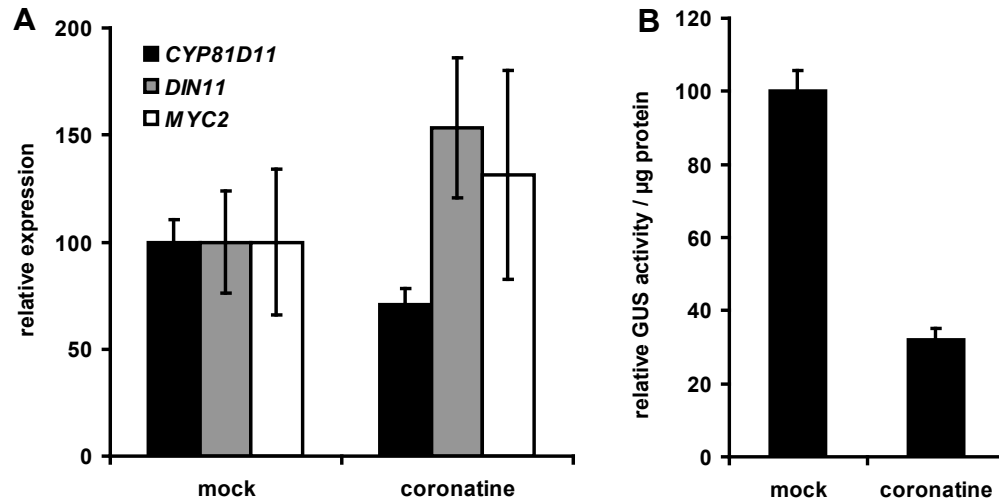 A
200
150
100
50
0
relative expression
CYP81D11
DIN11
MYC2
mock
coronatine
B
120
100
80
60
40
20
0
relative GUS activity / µg protein
mock
coronatine